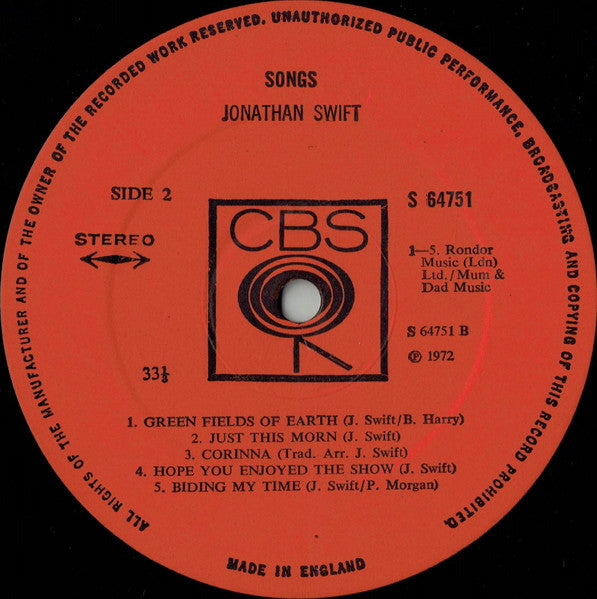 ALL RIGHTS OF THE MANUFACTURER AND OF THE OWNER OF THE RECORDED WORK RESERVED. UNAUTHORIZED PUBLIC PERFORMANCE, BROADCASTING AND COPYING OF THIS RECORD PROHIBITED.
SONGS
JONATHAN SWIFT
SIDE 2
S 64751
CBS
STEREO
1—5. Rondor
Music (Ldn)
Ltd./Mum &
Dad Music
S 64751 B
℗ 1972
33⅓
1. GREEN FIELDS OF EARTH (J. Swift/B. Harry)
2. JUST THIS MORN (J. Swift)
3. CORINNA (Trad. Arr. J. Swift)
4. HOPE YOU ENJOYED THE SHOW (J. Swift)
5. BIDING MY TIME (J. Swift/P. Morgan)
MADE IN ENGLAND